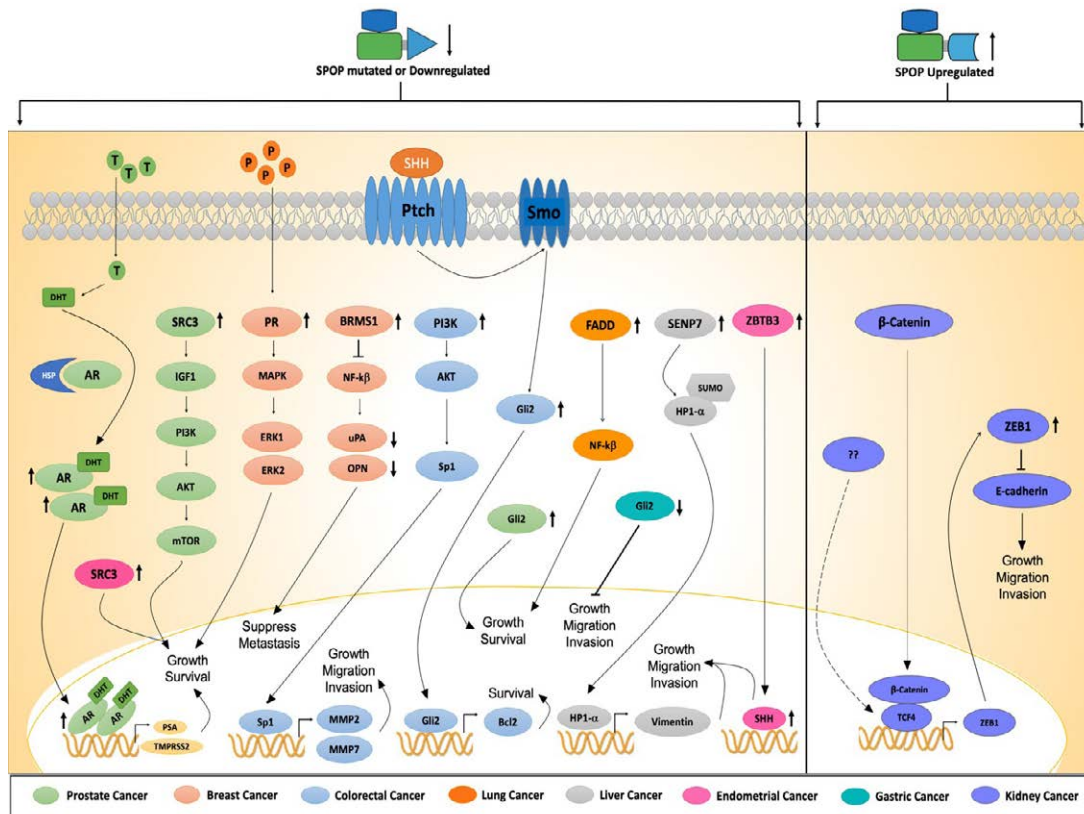 SPOP mutated or Downregulated
SPOP Upregulated
T
T
T
T
DHT
HSP
AR
AR
DHT
AR
DHT
SRC3
SRC3
IGF1
PI3K
AKT
mTOR
P
P
P
P
PR
MAPK
ERK1
ERK2
BRMS1
NF-kβ
uPA
OPN
Suppress
Metastasis
Growth
Survival
SHH
Ptch
Smo
PI3K
AKT
Sp1
Gli2
Gli2
Growth
Survival
FADD
NF-kβ
Gli2
Growth
Migration
Invasion
SENP7
SUMO
HP1-α
ZBTB3
AR
DHT
AR
DHT
PSA
TMPRSS2
Sp1
MMP2
MMP7
Growth
Migration
Invasion
Gli2
Bcl2
Survival
HP1-α
Vimentin
Growth
Migration
Invasion
SHH
β-Catenin
??
β-Catenin
TCF4
ZEB1
ZEB1
E-cadherin
Growth
Migration
Invasion
Prostate Cancer
Breast Cancer
Colorectal Cancer
Lung Cancer
Liver Cancer
Endometrial Cancer
Gastric Cancer
Kidney Cancer